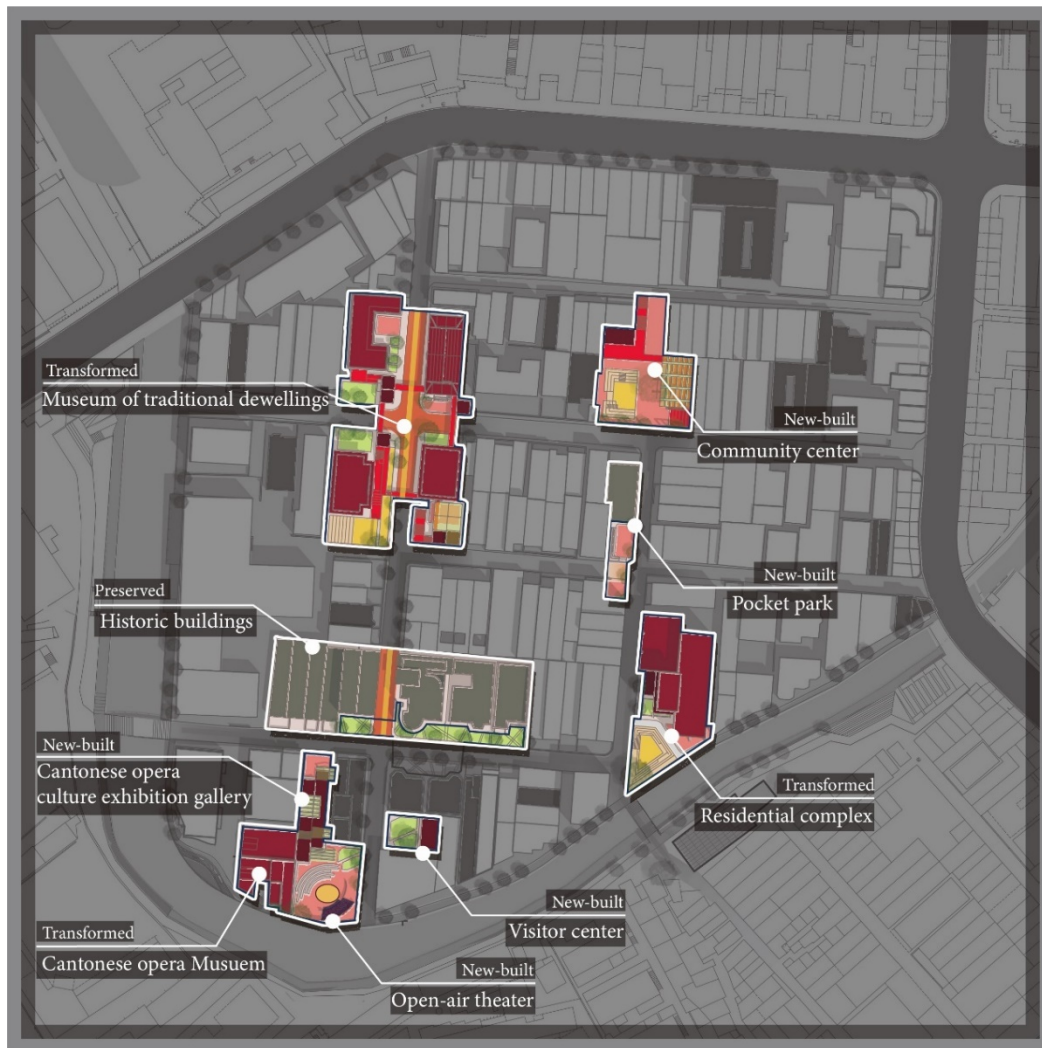 Transformed
Museum of traditional dewellings
New-built
Community center
New-built
Pocket park
Preserved
Historic buildings
New-built
Cantonese opera
culture exhibition gallery
Transformed
Residential complex
New-built
Visitor center
Transformed
Cantonese opera Musuem
New-built
Open-air theater